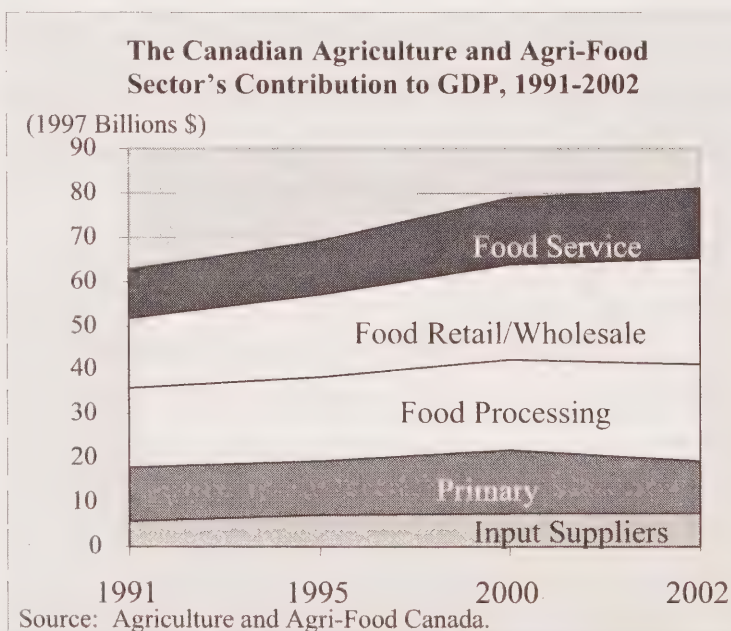 The Canadian Agriculture and Agri-Food
Sector's Contribution to GDP, 1991-2002
(1997 Billions $)
90
80
70
60
50
40
30
20
10
0
Food Service
Food Retail/Wholesale
Food Processing
Primary
Input Suppliers
1991 1995 2000 2002
Source: Agriculture and Agri-Food Canada.